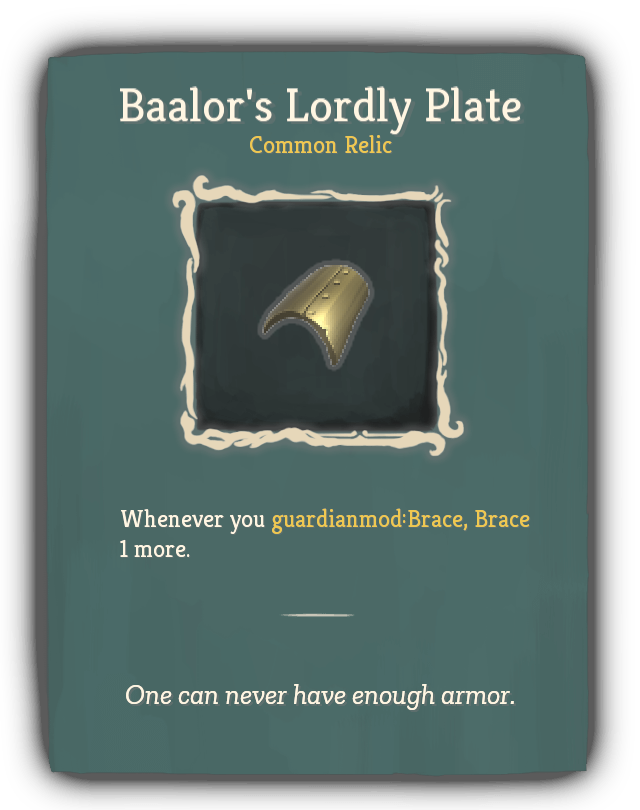 Baalor's Lordly Plate
Common Relic
Whenever you guardianmod:Brace, Brace
1 more.
One can never have enough armor.